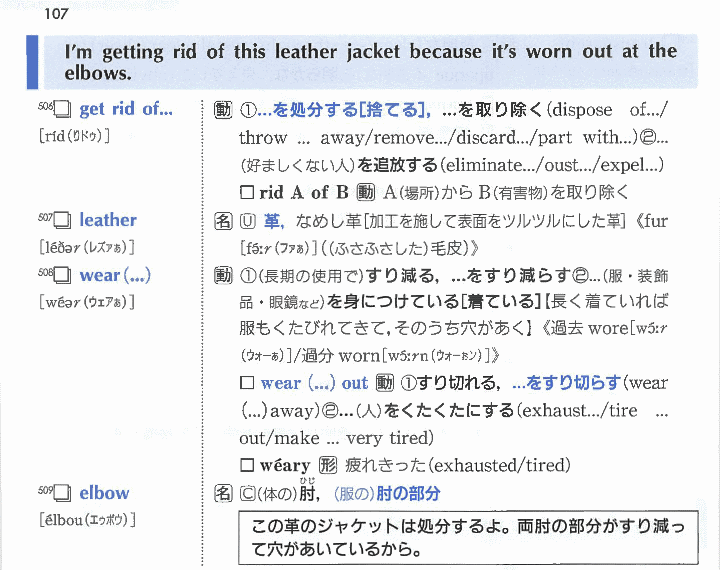 107
I'm getting rid of this leather jacket because it's worn out at the
elbows.
506 get rid of...
[ríd(リドゥ)]
動 ①...を処分する[捨てる], ...を取り除く(dispose of.../
throw ... away/remove.../discard.../part with...)②...
(好ましくない人)を追放する(eliminate.../oust.../expel...)
□ rid A of B 動 A(場所)から B(有害物)を取り除く
507 leather
[léðər(レズァぁ)]
名 U 革, なめし革[加工を施して表面をツルツルにした革]《fur
[fə́:r(ファぁ)]((ふさふさした)毛皮)》
508 wear(...)
[wéər(ウェアぁ)]
動 ①(長期の使用で)すり減る, ...をすり減らす②...(服・装飾
品・眼鏡など)を身につけている[着ている]【長く着ていれば
服もくたびれてきて,そのうち穴があく】《過去 wore[wɔ́:r
(ウォーぁ)]/過分 worn[wɔ́:rn(ウォーぉン)]》
□ wear (...) out 動 ①すり切れる, ...をすり切らす(wear
(...)away)②...(人)をくたくたにする(exhaust.../tire ...
out/make ... very tired)
□ wéary 形 疲れきった(exhausted/tired)
509 elbow
[élbou(エゥボウ)]
名 C (体の)肘, (服の)肘の部分
ひじ
この革のジャケットは処分するよ。両肘の部分がすり減っ
て穴があいているから。